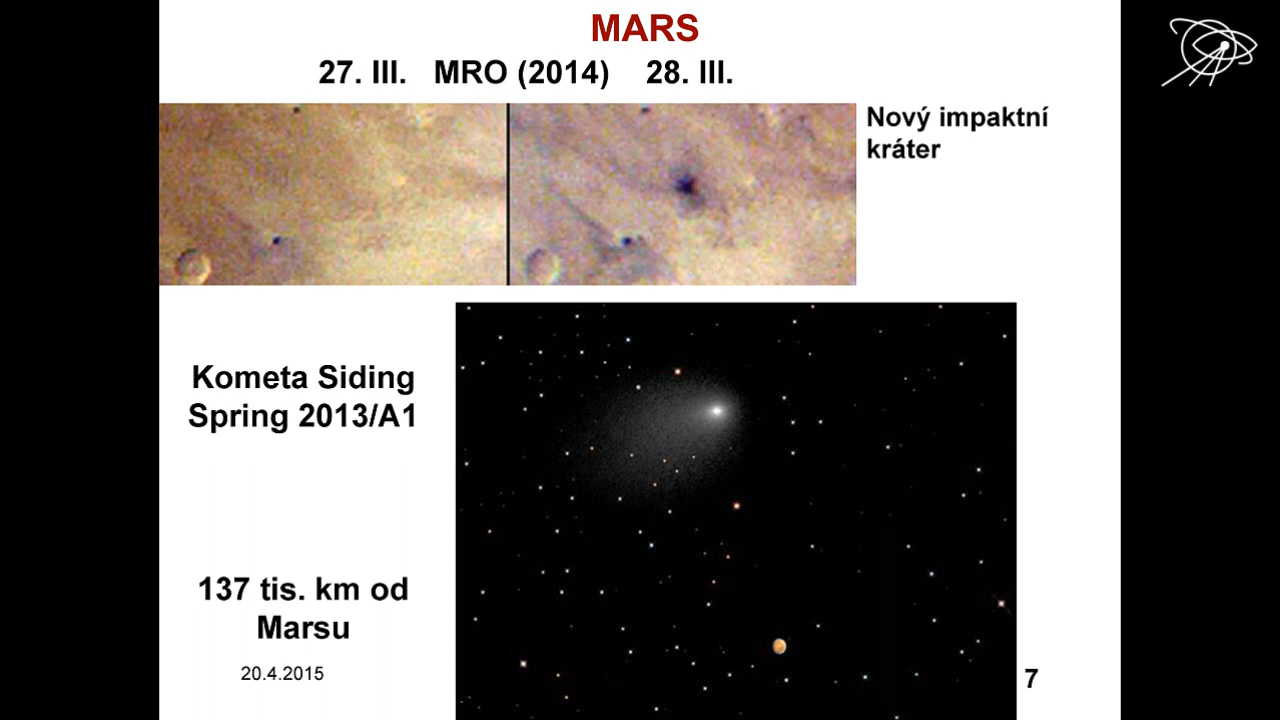 MARS
27. III. MRO (2014) 28. III.
Nový impaktní
kráter
Kometa Siding
Spring 2013/A1
137 tis. km od
Marsu
20.4.2015
7